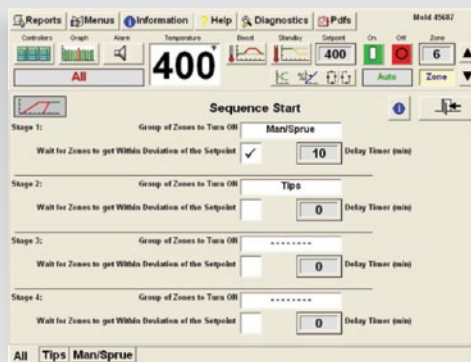 Reports Menus Information Help Diagnostics Pdfs Mold 45687
Controllers Graph Alarm Temperature Boost Standby Setpoint On Off Zone
400° 400 6
All Auto Zone
Sequence Start
Stage 1: Group of Zones to Turn ON Man/Sprue
Wait for Zones to get Within Deviation of the Setpoint ✓ 10 Delay Timer (min)
Stage 2: Group of Zones to Turn ON Tips
Wait for Zones to get Within Deviation of the Setpoint 0 Delay Timer (min)
Stage 3: Group of Zones to Turn ON --------
Wait for Zones to get Within Deviation of the Setpoint 0 Delay Timer (min)
Stage 4: Group of Zones to Turn ON --------
Wait for Zones to get Within Deviation of the Setpoint 0 Delay Timer (min)
All Tips Man/Sprue